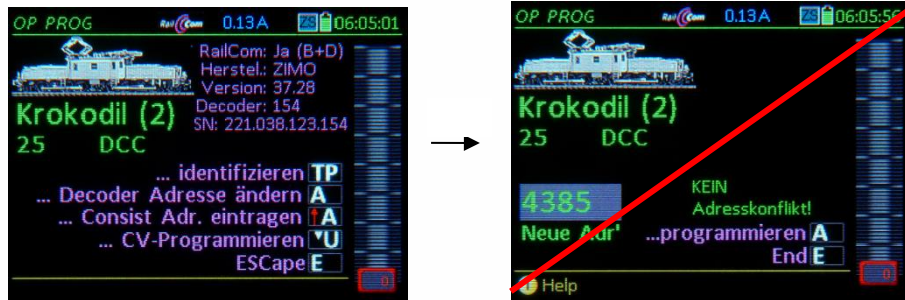 OP PROG RailCom 0.13A ZS 06:05:01
RailCom: Ja (B+D)
Herstel.: ZIMO
Version: 37.28
Decoder: 154
SN: 221.038.123.154
Krokodil (2)
25 DCC
... identifizieren TP
... Decoder Adresse ändern A
... Consist Adr. eintragen ↑A
... CV-Programmieren ▼U
ESCape E
0
OP PROG RailCom 0.13A ZS 06:05:56
Krokodil (2)
25 DCC
4385
KEIN
Adresskonflikt!
Neue Adr' ...programmieren A
End E
0
Help